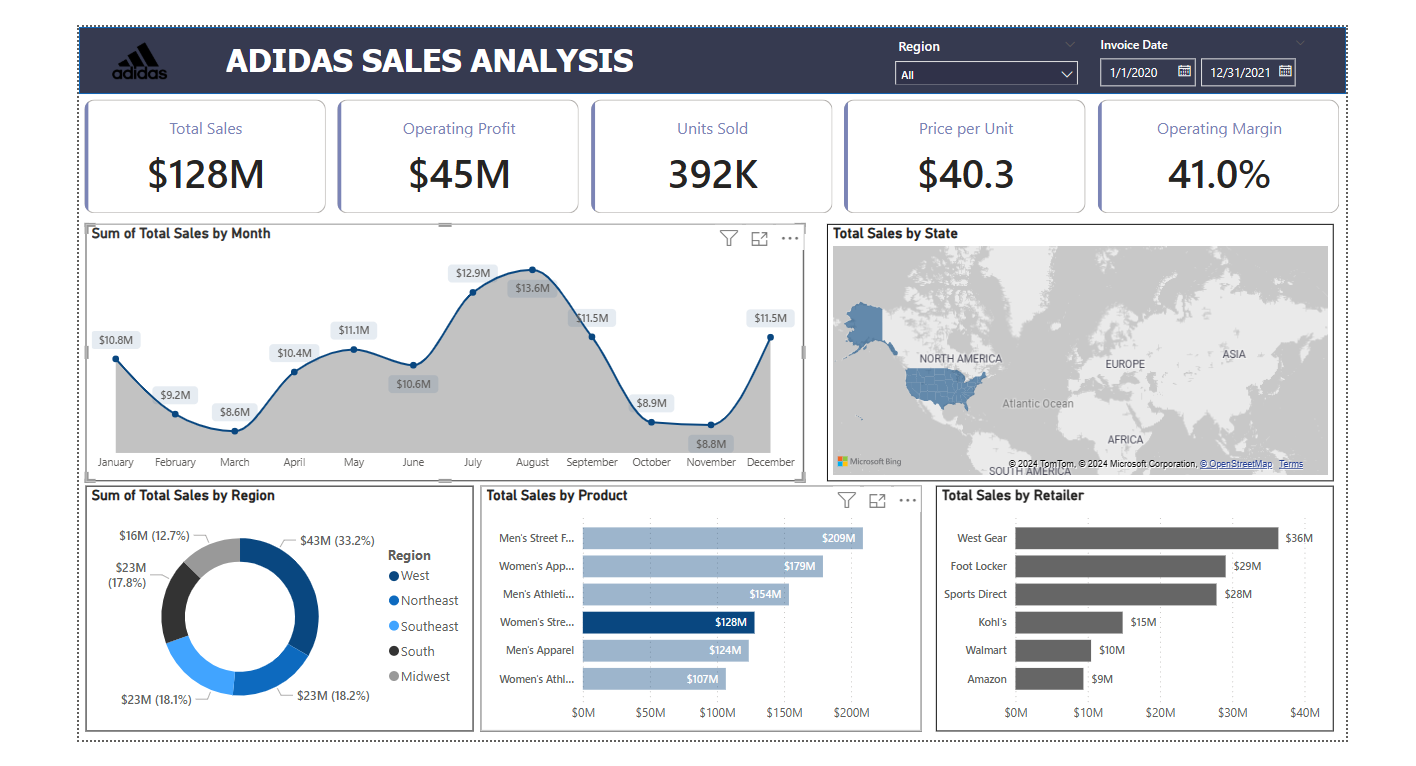 adidas
ADIDAS SALES ANALYSIS
Region
All
Invoice Date
1/1/2020
12/31/2021
Total Sales
$128M
Operating Profit
$45M
Units Sold
392K
Price per Unit
$40.3
Operating Margin
41.0%
Sum of Total Sales by Month
$10.8M
$9.2M
$8.6M
$10.4M
$11.1M
$10.6M
$12.9M
$13.6M
$11.5M
$8.9M
$8.8M
$11.5M
January February March April May June July August September October November December
Total Sales by State
NORTH AMERICA
EUROPE
ASIA
Atlantic Ocean
AFRICA
SOUTH AMERICA
Microsoft Bing
© 2024 TomTom, © 2024 Microsoft Corporation, © OpenStreetMap Terms
Sum of Total Sales by Region
$16M (12.7%)
$43M (33.2%)
$23M
(17.8%)
$23M (18.1%)
$23M (18.2%)
Region
West
Northeast
Southeast
South
Midwest
Total Sales by Product
Men's Street F... $209M
Women's App... $179M
Men's Athleti... $154M
Women's Stre... $128M
Men's Apparel $124M
Women's Athl... $107M
$0M $50M $100M $150M $200M
Total Sales by Retailer
West Gear $36M
Foot Locker $29M
Sports Direct $28M
Kohl's $15M
Walmart $10M
Amazon $9M
$0M $10M $20M $30M $40M